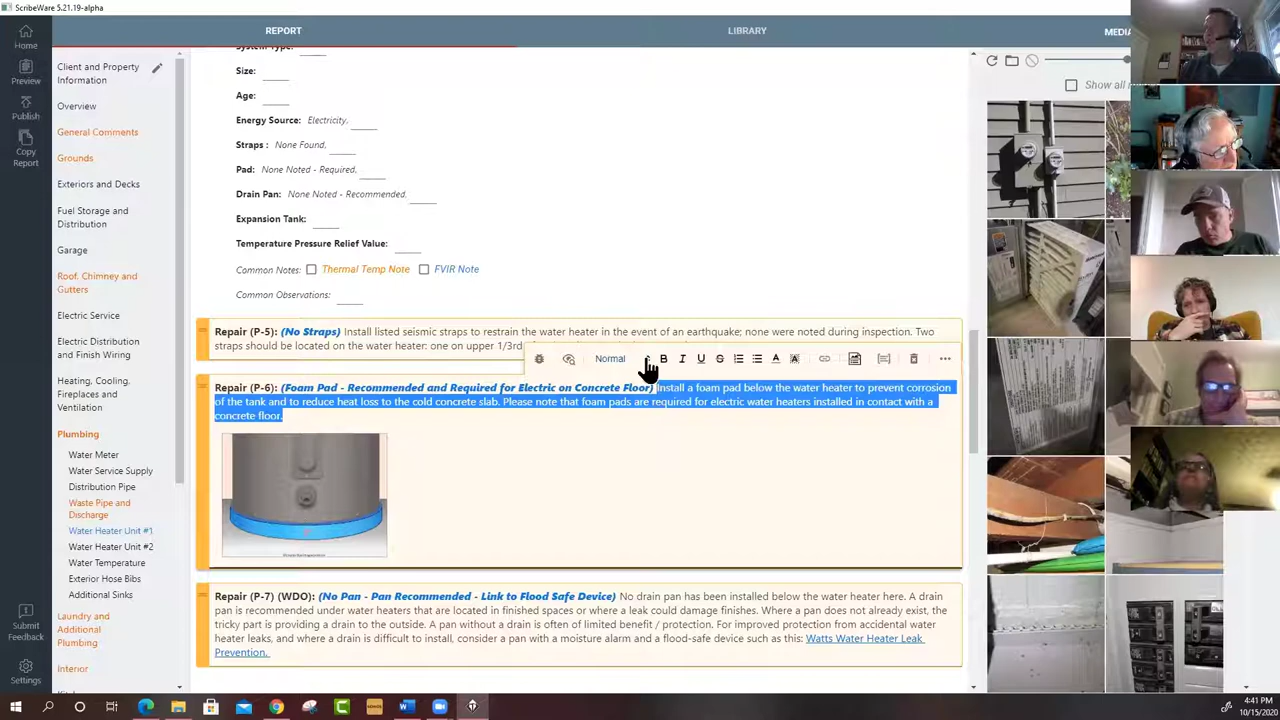 ScribeWare 5.21.19-alpha
REPORT
LIBRARY
MEDIA
Home
Preview
Publish
Copy
Report
Submit
Feedback
Settings
Client and Property
Information
Overview
General Comments
Grounds
Exteriors and Decks
Fuel Storage and
Distribution
Garage
Roof, Chimney and
Gutters
Electric Service
Electric Distribution
and Finish Wiring
Heating, Cooling,
Fireplaces and
Ventilation
Plumbing
Water Meter
Water Service Supply
Distribution Pipe
Waste Pipe and
Discharge
Water Heater Unit #1
Water Heater Unit #2
Water Temperature
Exterior Hose Bibs
Additional Sinks
Laundry and
Additional
Plumbing
Interior
System Type:
Size:
Age:
Energy Source: Electricity,
Straps : None Found,
Pad: None Noted - Required,
Drain Pan: None Noted - Recommended,
Expansion Tank:
Temperature Pressure Relief Value:
Common Notes: Thermal Temp Note FVIR Note
Common Observations:
Repair (P-5): (No Straps) Install listed seismic straps to restrain the water heater in the event of an earthquake; none were noted during inspection. Two
straps should be located on the water heater: one on upper 1/3rd
Normal
B I U S A A
Repair (P-6): (Foam Pad - Recommended and Required for Electric on Concrete Floor) Install a foam pad below the water heater to prevent corrosion
of the tank and to reduce heat loss to the cold concrete slab. Please note that foam pads are required for electric water heaters installed in contact with a
concrete floor.
Repair (P-7) (WDO): (No Pan - Pan Recommended - Link to Flood Safe Device) No drain pan has been installed below the water heater here. A drain
pan is recommended under water heaters that are located in finished spaces or where a leak could damage finishes. Where a pan does not already exist, the
tricky part is providing a drain to the outside. A pan without a drain is often of limited benefit / protection. For improved protection from accidental water
heater leaks, and where a drain is difficult to install, consider a pan with a moisture alarm and a flood-safe device such as this: Watts Water Heater Leak
Prevention.
Show all
4:41 PM
10/15/2020